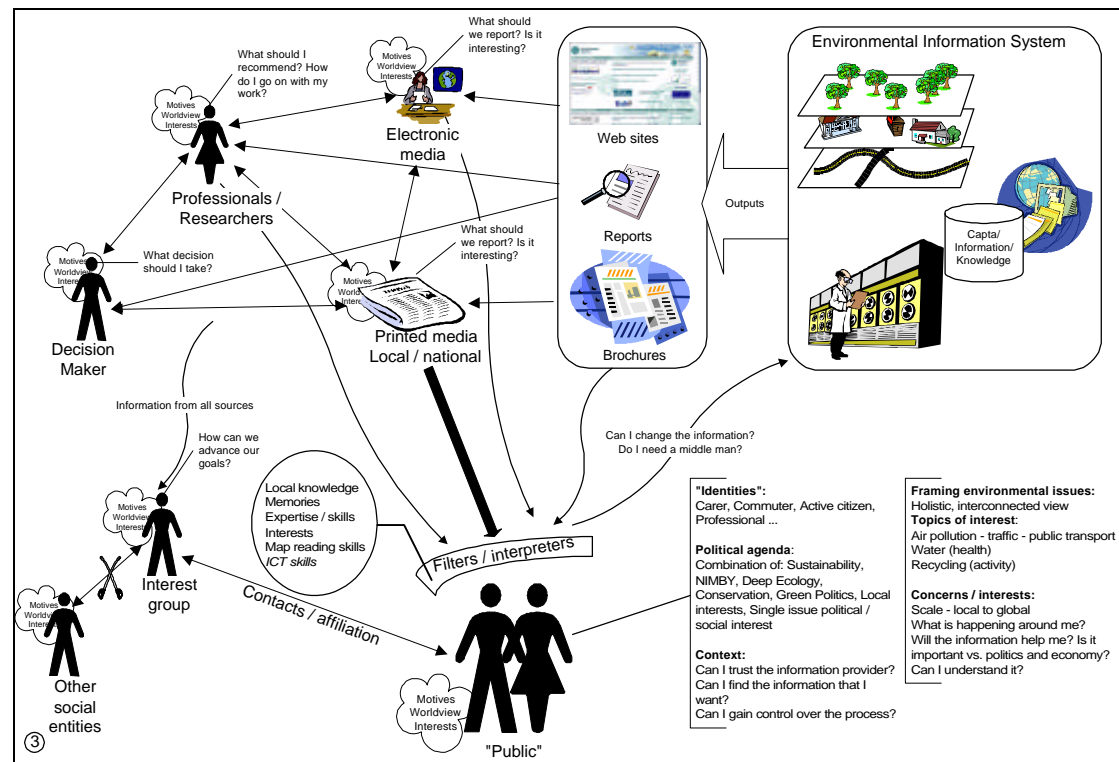 What should
we report? Is it
interesting?
Motives
Worldview
Interests
Electronic
media
What should I
recommend? How
do I go on with my
work?
Motives
Worldview
Interests
Professionals /
Researchers
Web sites
Reports
Brochures
Outputs
Environmental Information System
Capta/
Information/
Knowledge
What decision
should I take?
Motives
Worldview
Interests
Decision
Maker
What should
we report? Is it
interesting?
Motives
Printed media
Local / national
Information from all sources
How can we
advance our
goals?
Motives
Worldview
Interests
Interest
group
Motives
Worldview
Interests
Other
social
entities
Contacts / affiliation
Local knowledge
Memories
Expertise / skills
Interests
Map reading skills
ICT skills
Filters / interpreters
Can I change the information?
Do I need a middle man?
Motives
Worldview
Interests
"Public"
"Identities":
Carer, Commuter, Active citizen,
Professional ...
Political agenda:
Combination of: Sustainability,
NIMBY, Deep Ecology,
Conservation, Green Politics, Local
interests, Single issue political /
social interest
Context:
Can I trust the information provider?
Can I find the information that I
want?
Can I gain control over the process?
Framing environmental issues:
Holistic, interconnected view
Topics of interest:
Air pollution - traffic - public transport
Water (health)
Recycling (activity)
Concerns / interests:
Scale - local to global
What is happening around me?
Will the information help me? Is it
important vs. politics and economy?
Can I understand it?
3